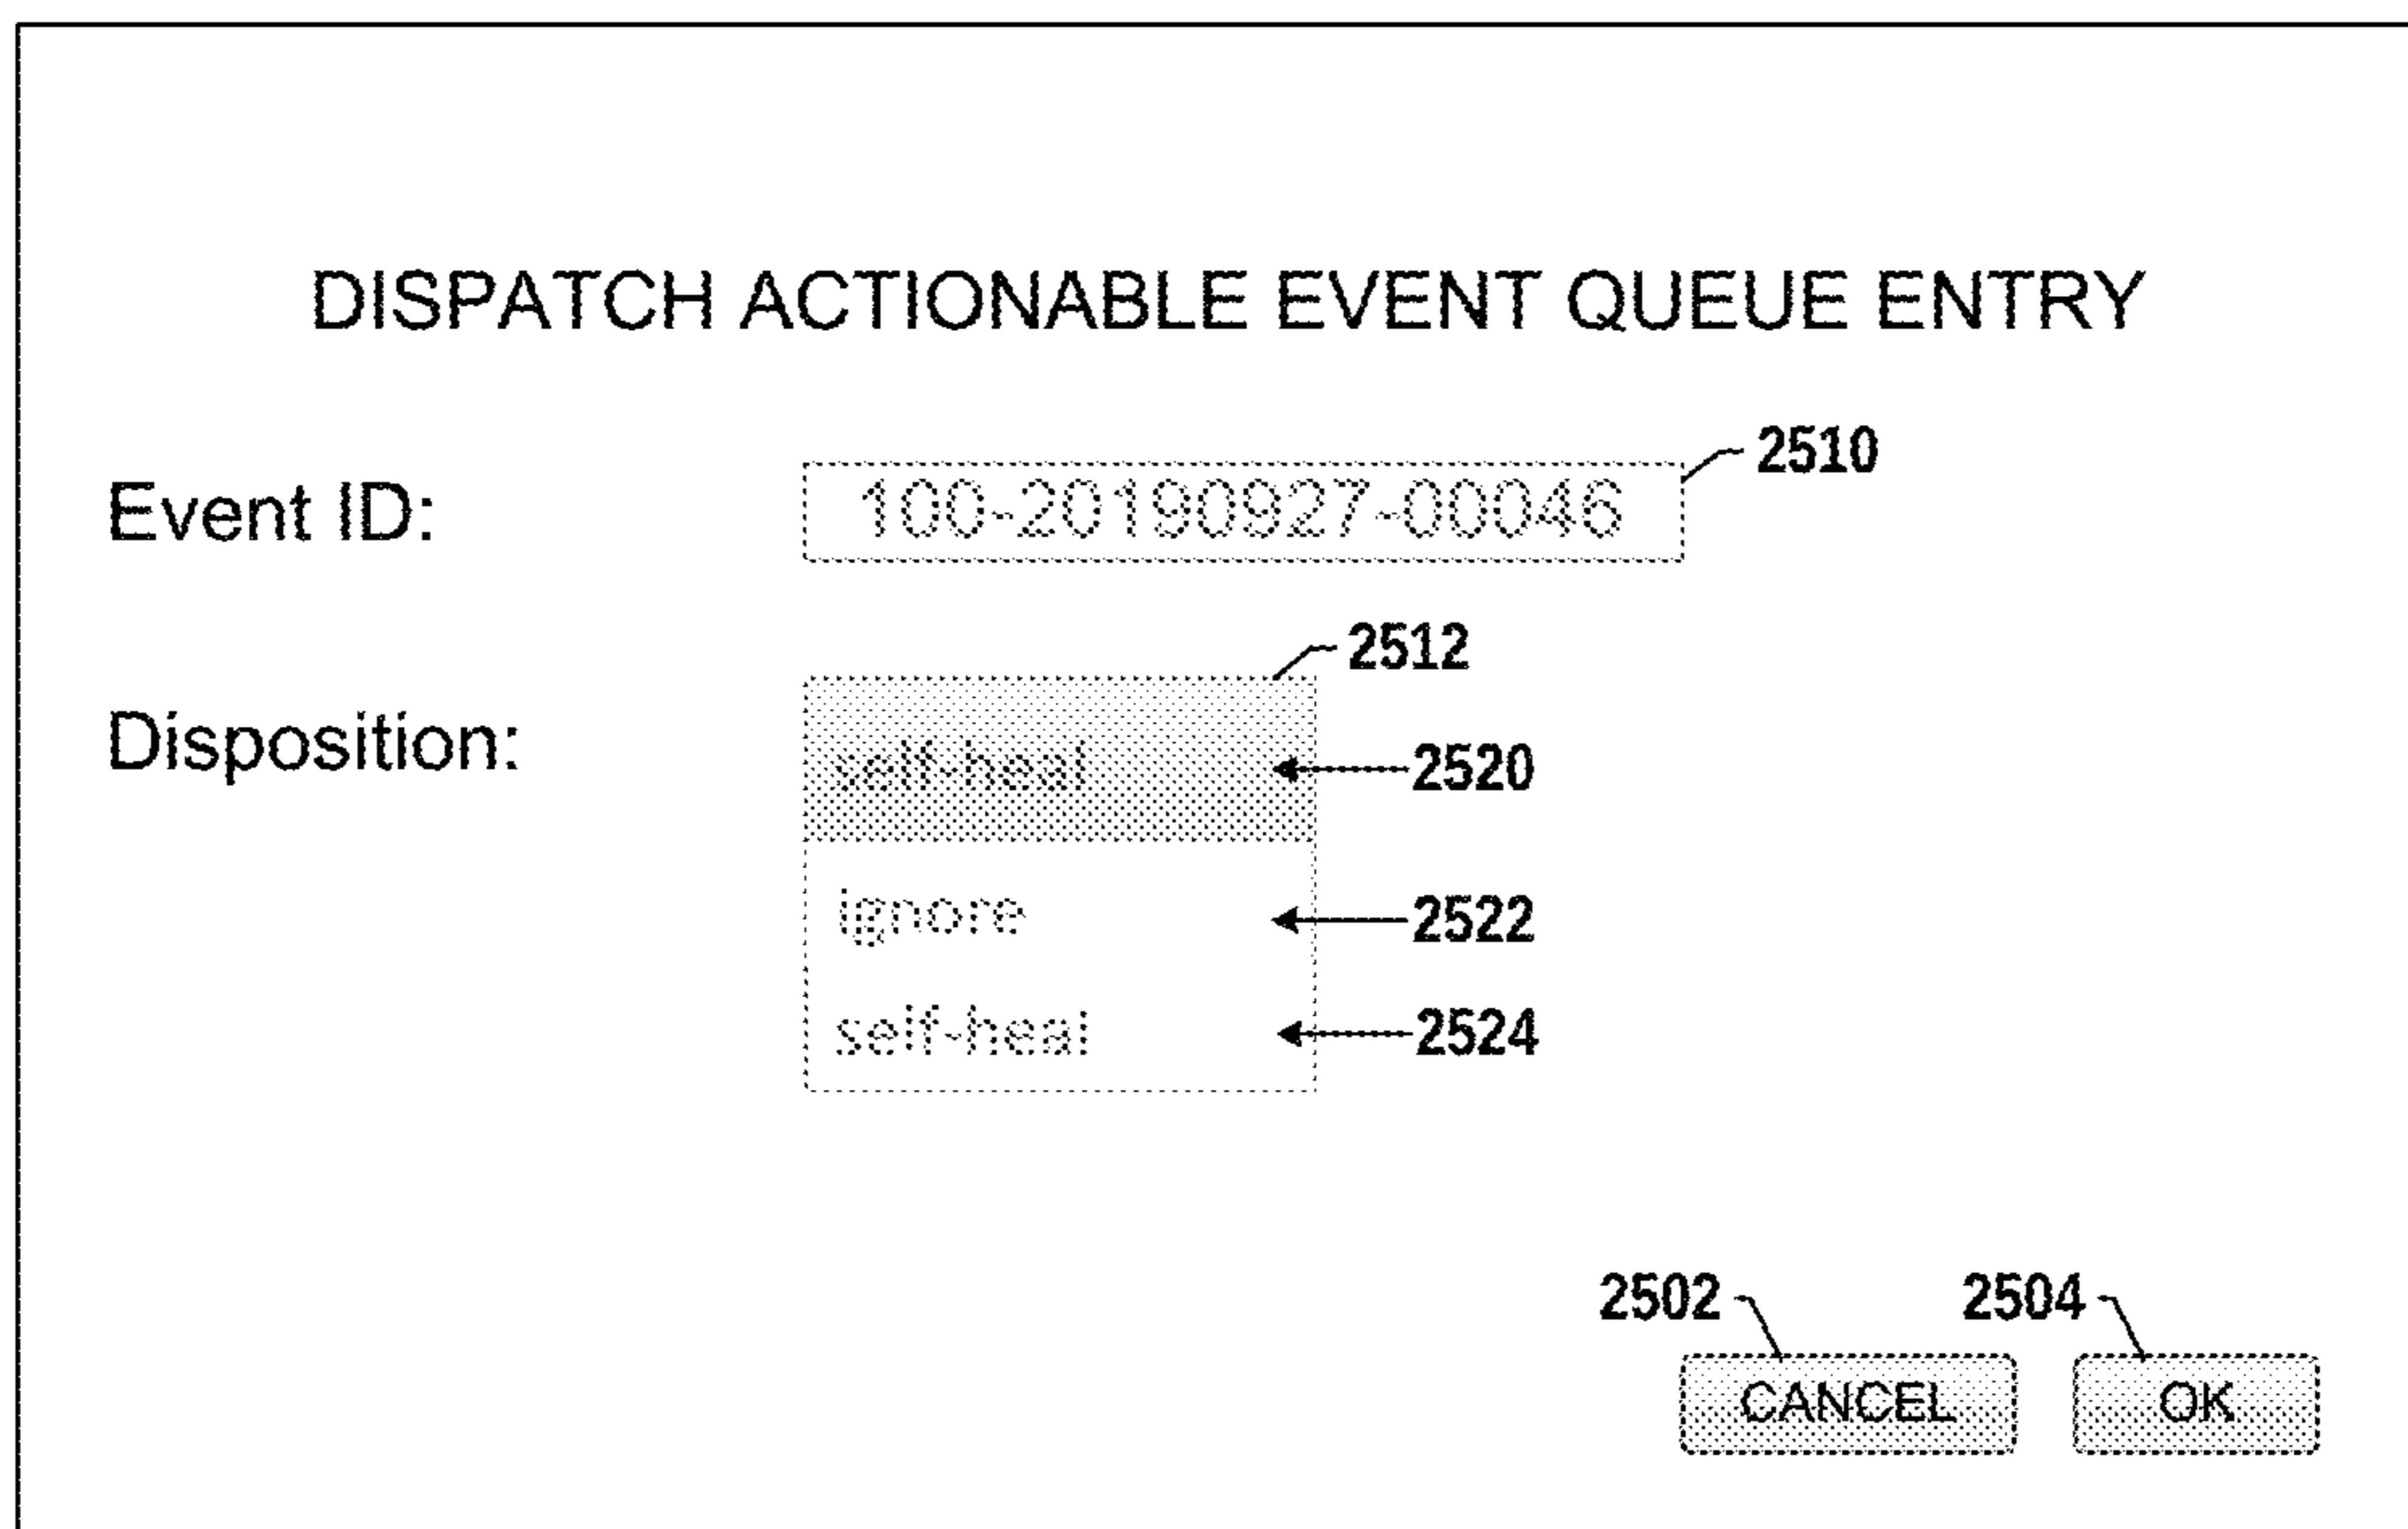 DISPATCH ACTIONABLE EVENT QUEUE ENTRY
2510
Event ID: 100-20190927-00046
2512
Disposition: self-heal 2520
ignore 2522
self-heal 2524
2502 2504
CANCEL OK